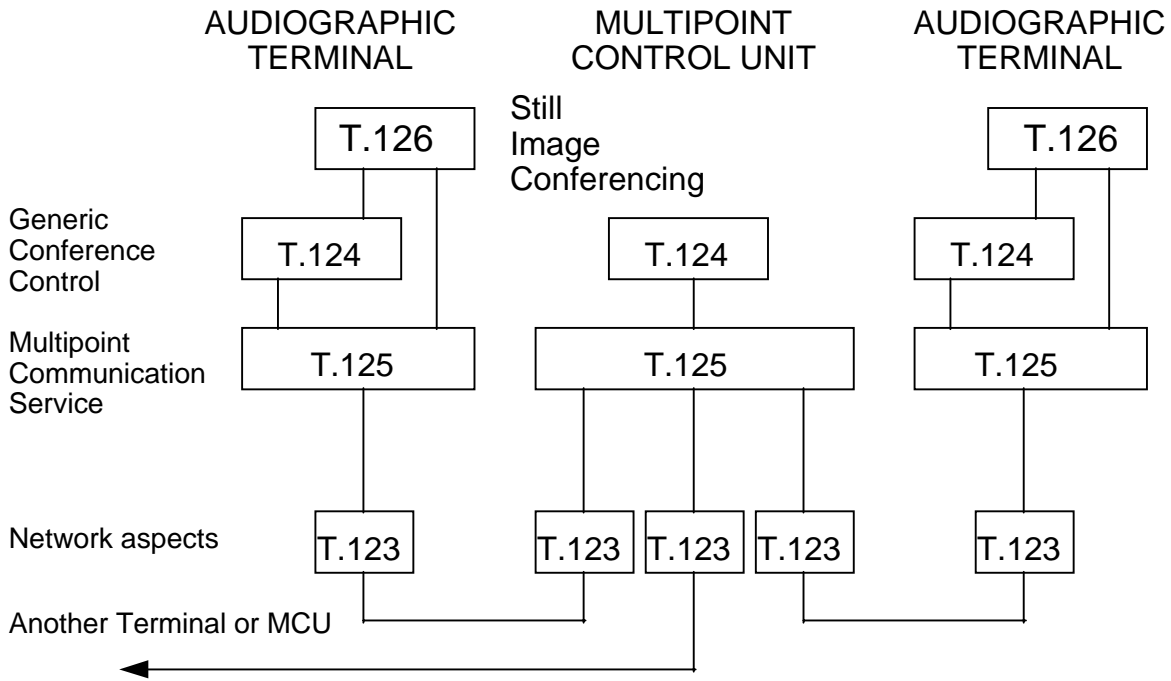 AUDIOGRAPHIC
TERMINAL
MULTIPOINT
CONTROL UNIT
AUDIOGRAPHIC
TERMINAL
T.126
Still
Image
Conferencing
T.126
Generic
Conference
Control
T.124
T.124
T.124
Multipoint
Communication
Service
T.125
T.125
T.125
Network aspects
T.123
T.123
T.123
T.123
T.123
Another Terminal or MCU